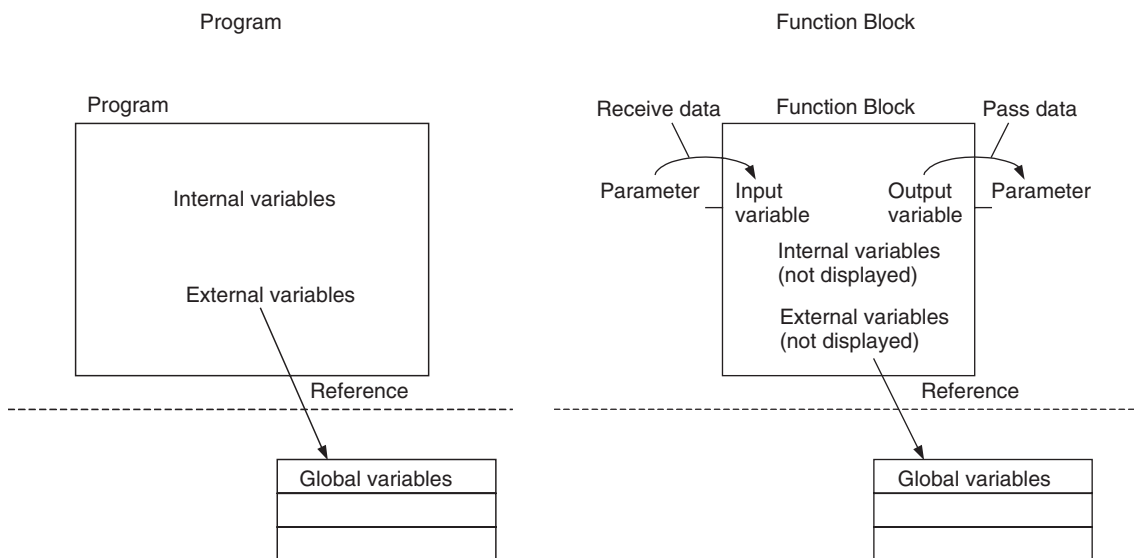 Program
Program
Internal variables
External variables
Reference
Global variables
Function Block
Receive data
Function Block
Pass data
Parameter
Input
variable
Output
variable
Parameter
Internal variables
(not displayed)
External variables
(not displayed)
Reference
Global variables